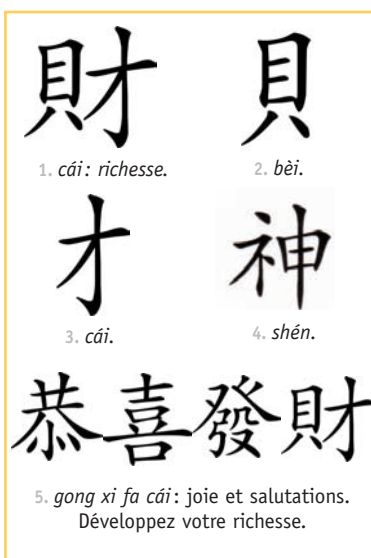 財 貝
1. cái : richesse. 2. bèi.
才 神
3. cái. 4. shén.
恭喜發財
5. gong xi fa cái : joie et salutations.
Développez votre richesse.